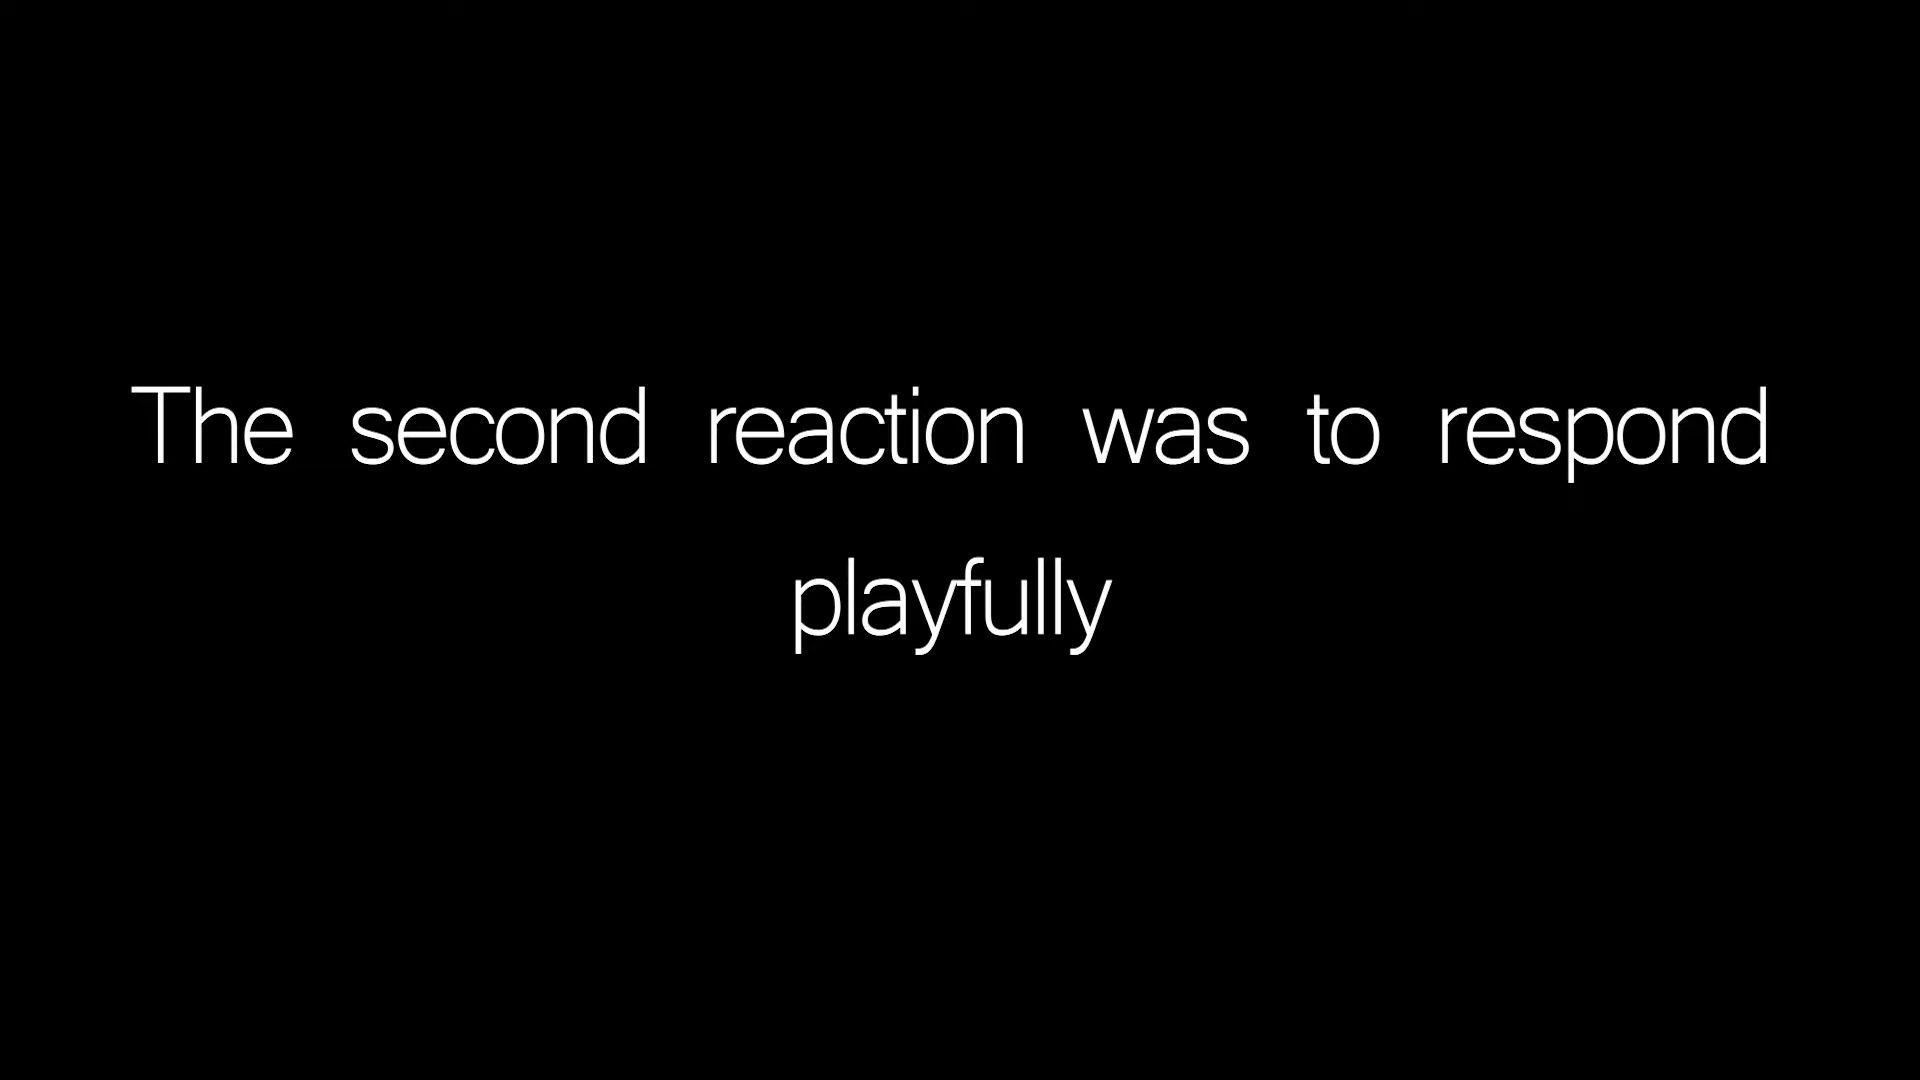 The second reaction was to respond
playfully